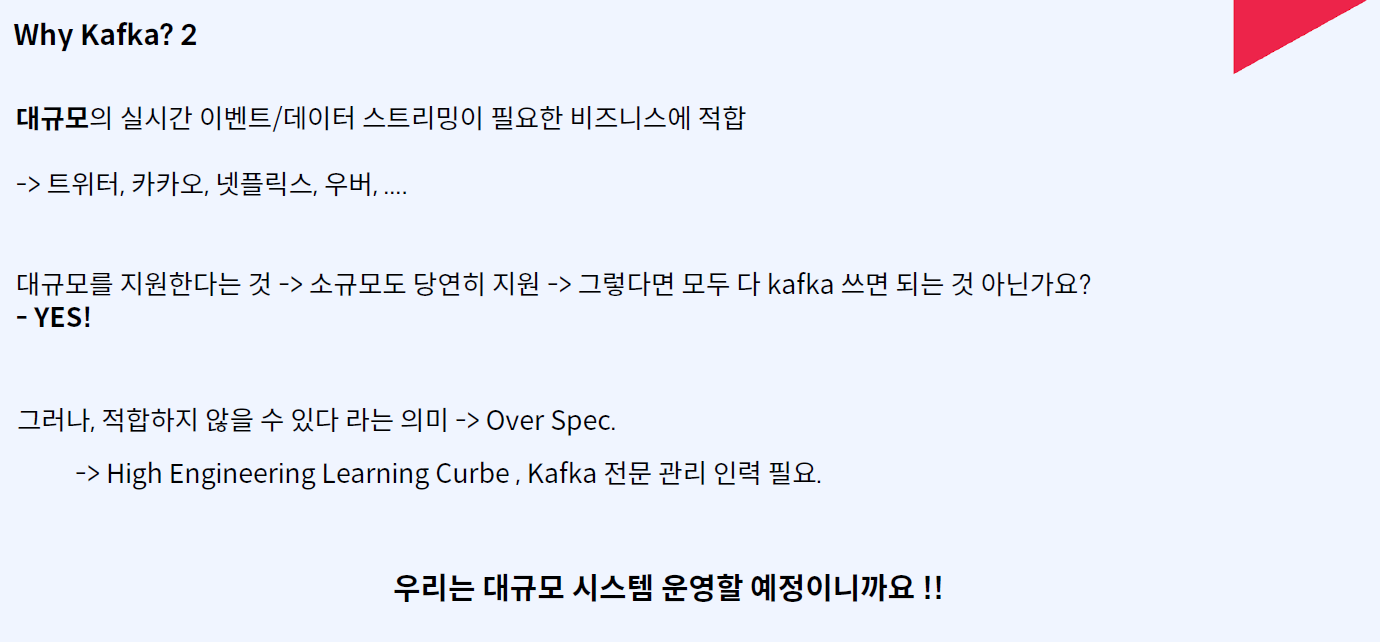 Why Kafka? 2
대규모의 실시간 이벤트/데이터 스트리밍이 필요한 비즈니스에 적합
-> 트위터, 카카오, 넷플릭스, 우버, ....
대규모를 지원한다는 것 -> 소규모도 당연히 지원 -> 그렇다면 모두 다 kafka 쓰면 되는 것 아닌가요?
- YES!
그러나, 적합하지 않을 수 있다 라는 의미 -> Over Spec.
-> High Engineering Learning Curbe , Kafka 전문 관리 인력 필요.
우리는 대규모 시스템 운영할 예정이니까요 !!